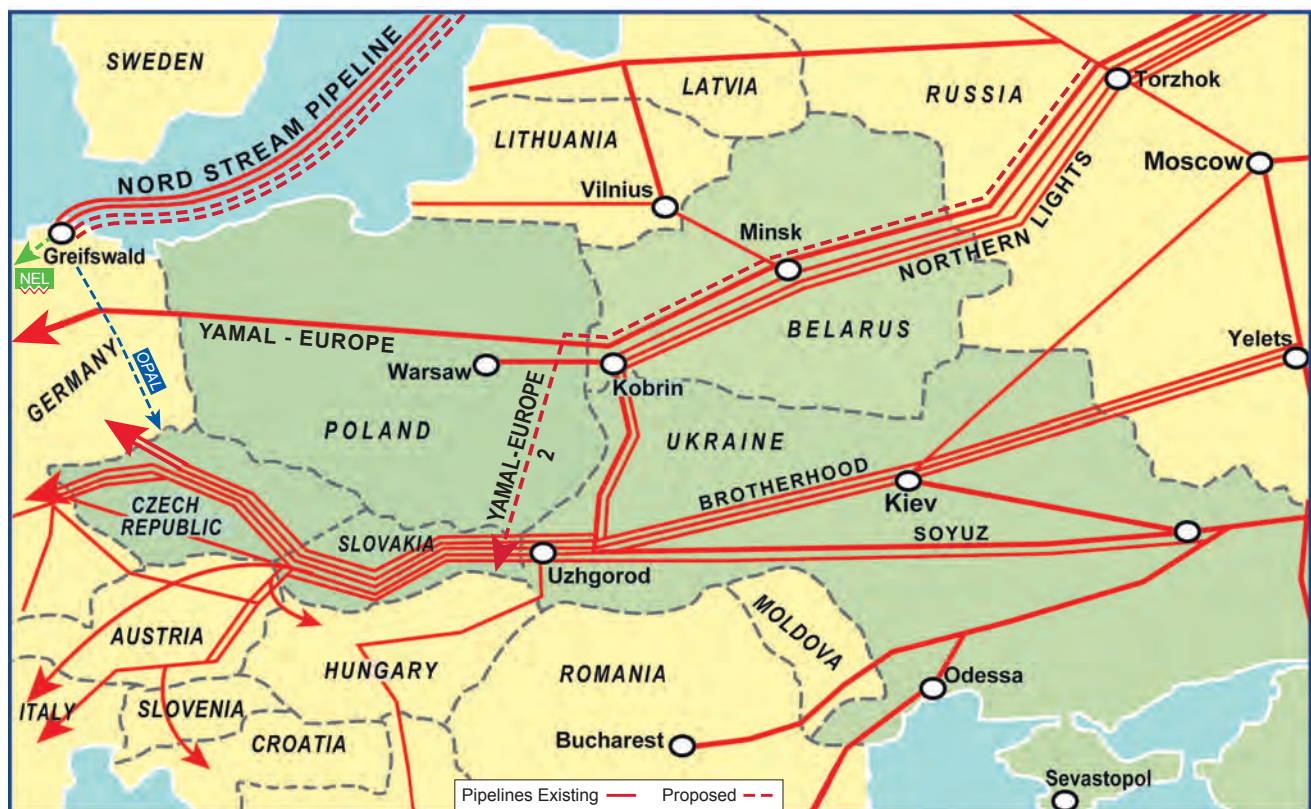 SWEDEN
NORD STREAM PIPELINE
LATVIA
RUSSIA
Torzhok
LITHUANIA
Moscow
Vilnius
Minsk
NORTHERN LIGHTS
Greifswald
NEL
YAMAL - EUROPE
BELARUS
Yelets
GERMANY
OPAL
Warsaw
Kobrin
POLAND
YAMAL-EUROPE
2
UKRAINE
BROTHERHOOD
Kiev
CZECH
REPUBLIC
SLOVAKIA
SOYUZ
Uzhgorod
AUSTRIA
MOLDOVA
HUNGARY
ROMANIA
Odessa
ITALY
SLOVENIA
CROATIA
Bucharest
Sevastopol
Pipelines Existing Proposed